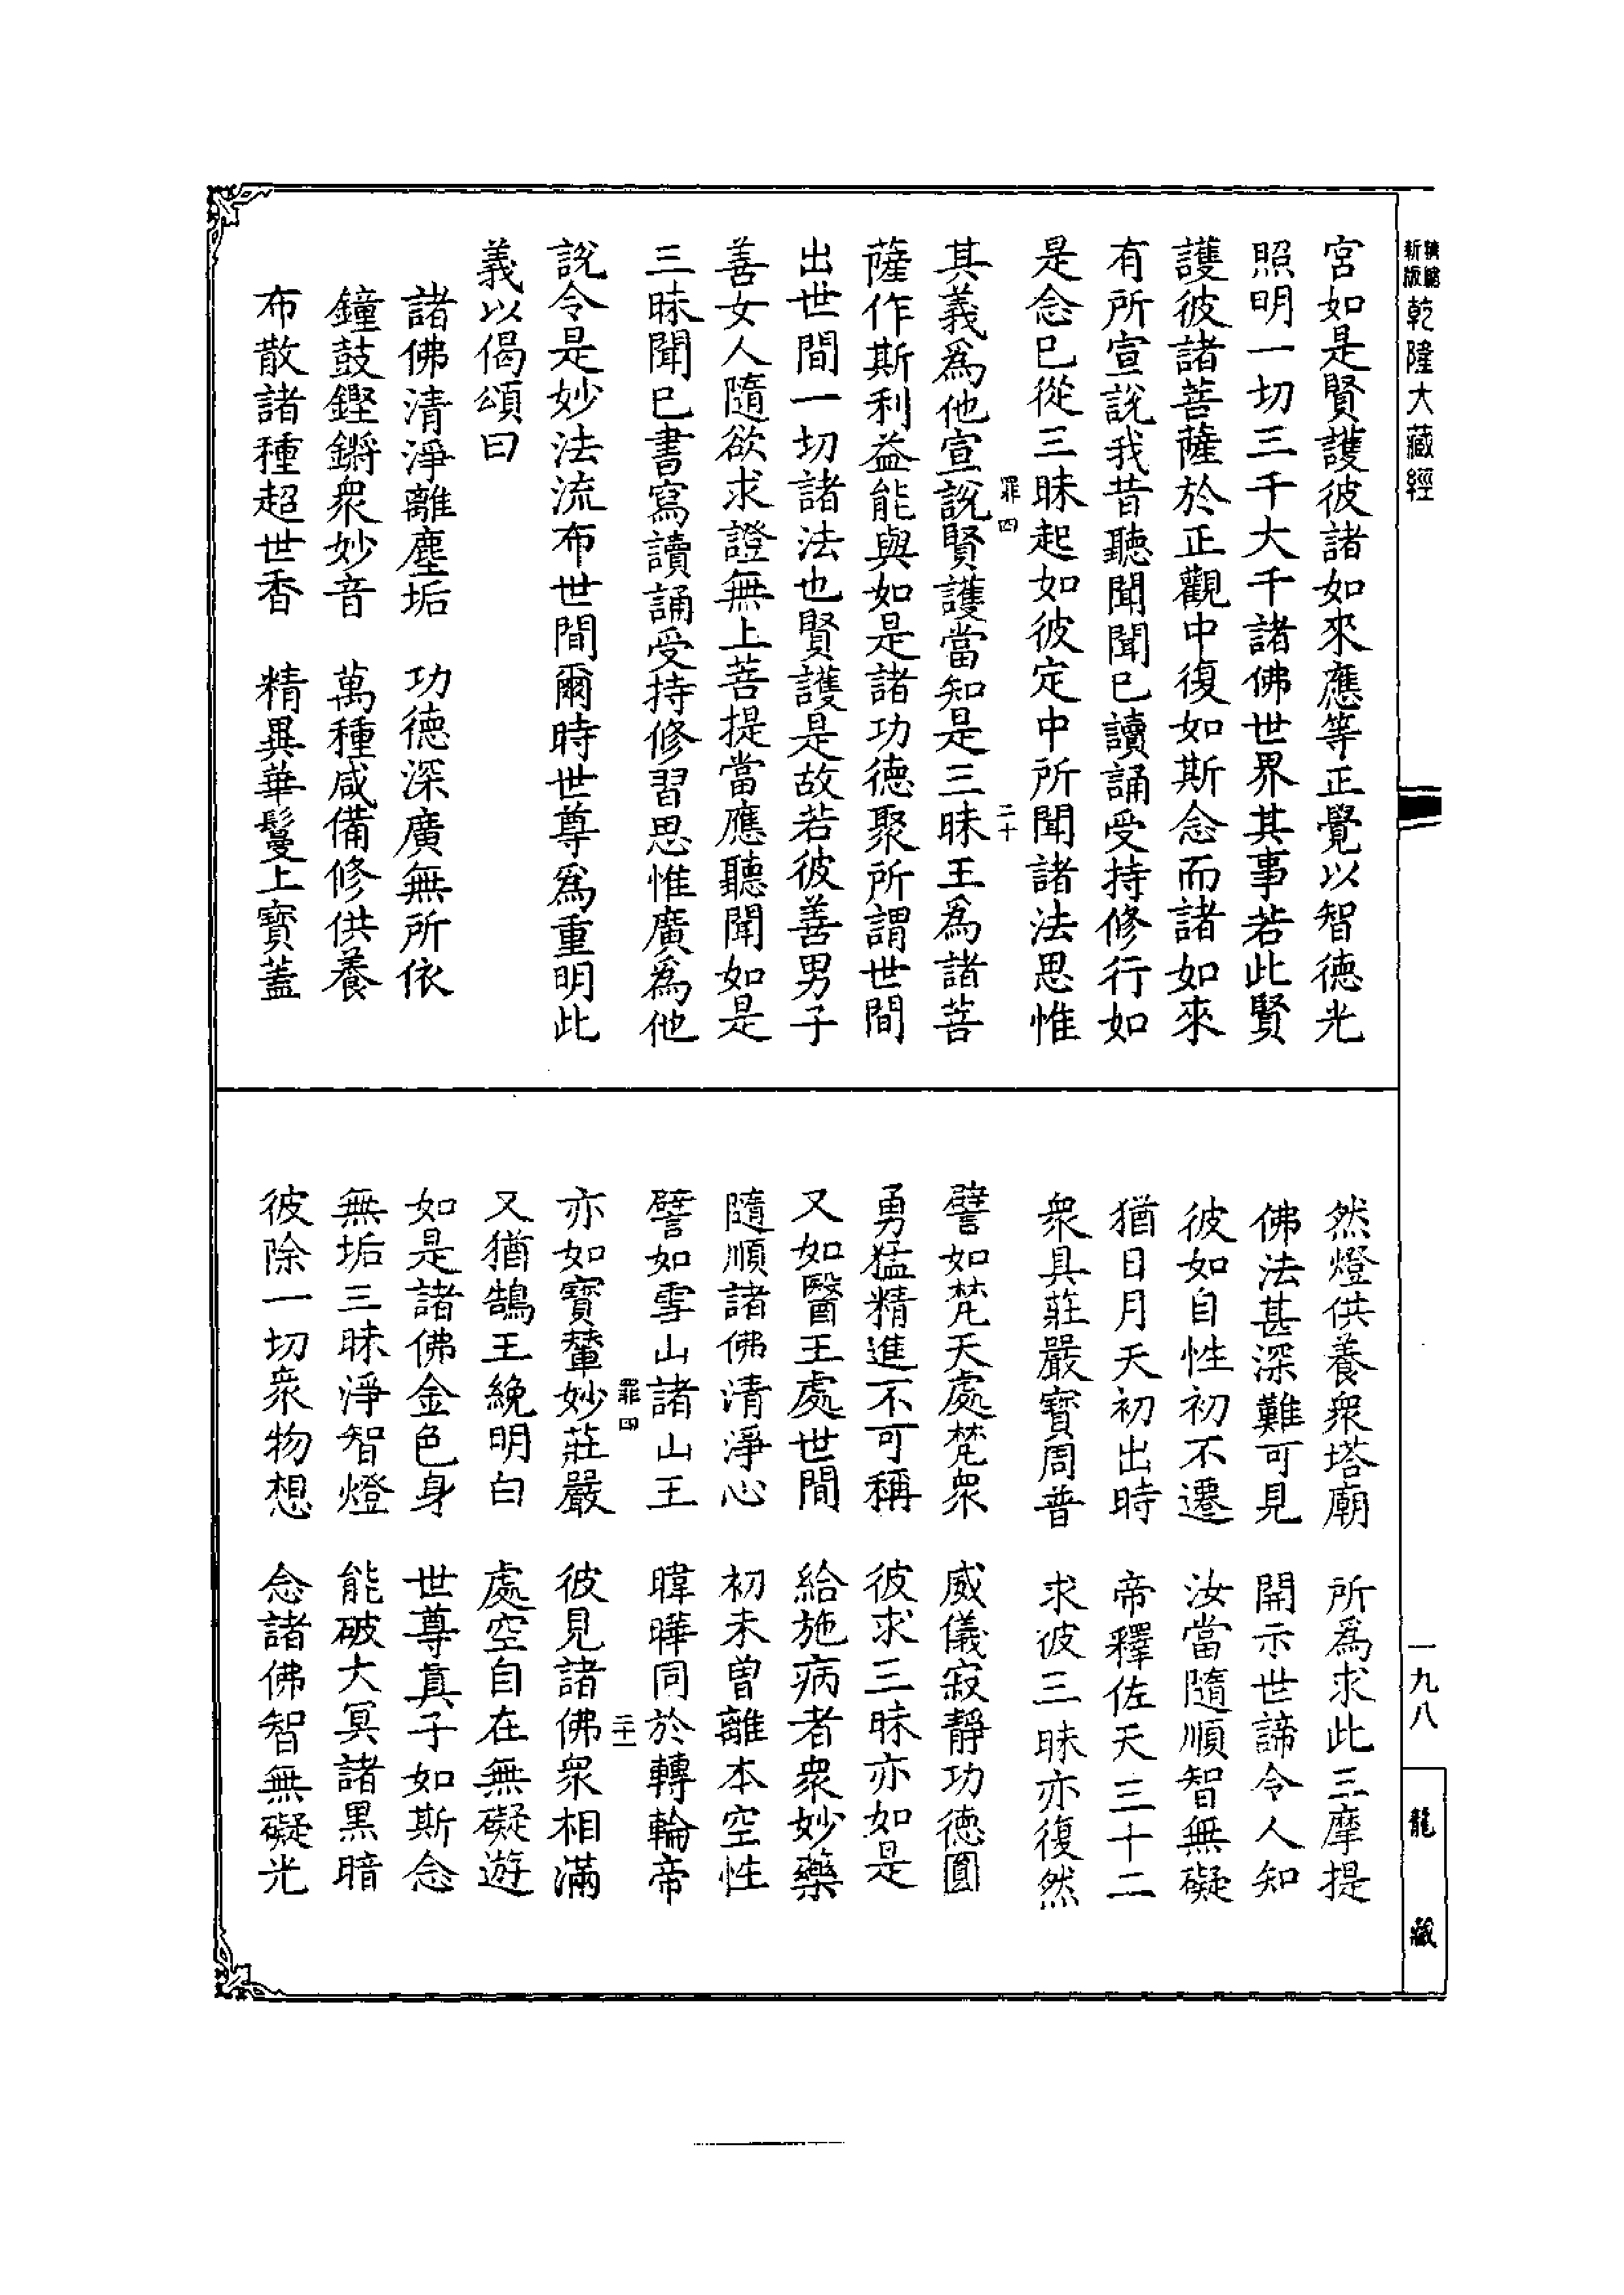 精縮新版乾隆大藏經
宮如是賢護彼諸如來應等正覺以智德光
照明一切三千大千諸佛世界其事若此賢
護彼諸菩薩於正觀中復如斯念而諸如來
有所宣說我昔聽聞聞已讀誦受持修行如
是念已從三昧起如彼定中所聞諸法思惟
罪四 二十
其義為他宣說賢護當知是三昧王為諸菩
薩作斯利益能與如是諸功德聚所謂世間
出世間一切諸法也賢護是故若彼善男子
善女人隨欲求證無上菩提當應聽聞如是
三昧聞已書寫讀誦受持修習思惟廣為他
說令是妙法流布世間爾時世尊為重明此
義以偈頌曰
諸佛清淨離塵垢 功德深廣無所依
鐘鼓鏗鏘眾妙音 萬種咸備修供養
布散諸種超世香 精異華鬘上寶蓋
然燈供養眾塔廟 所為求此三摩提
佛法甚深難可見 開示世諦令人知
彼如自性初不遷 汝當隨順智無礙
猶日月天初出時 帝釋佐天三十二
眾具莊嚴寶周普 求彼三昧亦復然
譬如梵天處梵眾 威儀寂靜功德圓
勇猛精進不可稱 彼求三昧亦如是
又如醫王處世間 給施病者眾妙藥
隨順諸佛清淨心 初未曾離本空性
譬如雪山諸山王 暐曄同於轉輪帝
罪四 二十一
亦如寶輦妙莊嚴 彼見諸佛眾相滿
又猶鵠王絶明白 處空自在無礙遊
如是諸佛金色身 世尊真子如斯念
無垢三昧淨智燈 能破大冥諸黑暗
彼除一切眾物想 念諸佛智無礙光
一九八
龍藏